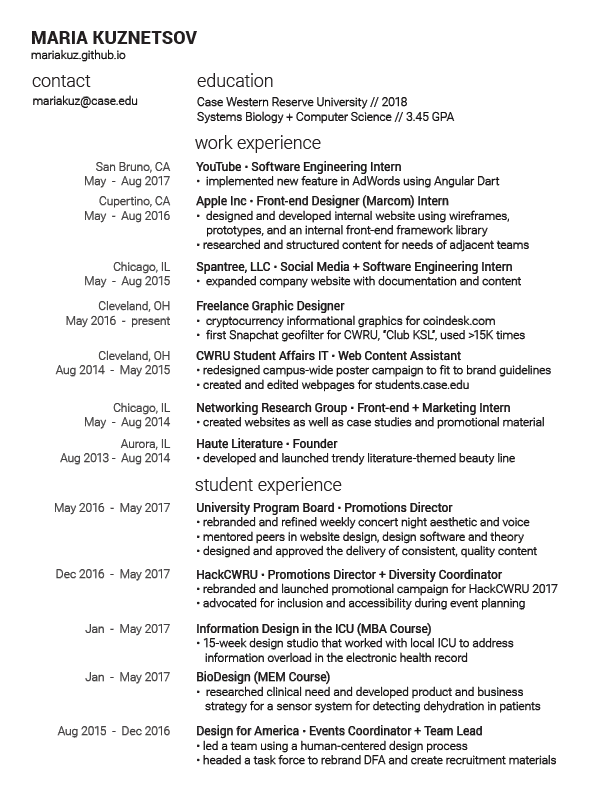 MARIA KUZNETSOV
mariakuz.github.io
contact
mariakuz@case.edu
education
Case Western Reserve University // 2018
Systems Biology + Computer Science // 3.45 GPA
work experience
San Bruno, CA YouTube • Software Engineering Intern
May - Aug 2017 • implemented new feature in AdWords using Angular Dart
Cupertino, CA Apple Inc • Front-end Designer (Marcom) Intern
May - Aug 2016 • designed and developed internal website using wireframes,
prototypes, and an internal front-end framework library
• researched and structured content for needs of adjacent teams
Chicago, IL Spantree, LLC • Social Media + Software Engineering Intern
May - Aug 2015 • expanded company website with documentation and content
Cleveland, OH Freelance Graphic Designer
May 2016 - present • cryptocurrency informational graphics for coindesk.com
• first Snapchat geofilter for CWRU, "Club KSL", used >15K times
Cleveland, OH CWRU Student Affairs IT • Web Content Assistant
Aug 2014 - May 2015 • redesigned campus-wide poster campaign to fit to brand guidelines
• created and edited webpages for students.case.edu
Chicago, IL Networking Research Group • Front-end + Marketing Intern
May - Aug 2014 • created websites as well as case studies and promotional material
Aurora, IL Haute Literature • Founder
Aug 2013 - Aug 2014 • developed and launched trendy literature-themed beauty line
student experience
May 2016 - May 2017 University Program Board • Promotions Director
• rebranded and refined weekly concert night aesthetic and voice
• mentored peers in website design, design software and theory
• designed and approved the delivery of consistent, quality content
Dec 2016 - May 2017 HackCWRU • Promotions Director + Diversity Coordinator
• rebranded and launched promotional campaign for HackCWRU 2017
• advocated for inclusion and accessibility during event planning
Jan - May 2017 Information Design in the ICU (MBA Course)
• 15-week design studio that worked with local ICU to address
information overload in the electronic health record
Jan - May 2017 BioDesign (MEM Course)
• researched clinical need and developed product and business
strategy for a sensor system for detecting dehydration in patients
Aug 2015 - Dec 2016 Design for America • Events Coordinator + Team Lead
• led a team using a human-centered design process
• headed a task force to rebrand DFA and create recruitment materials